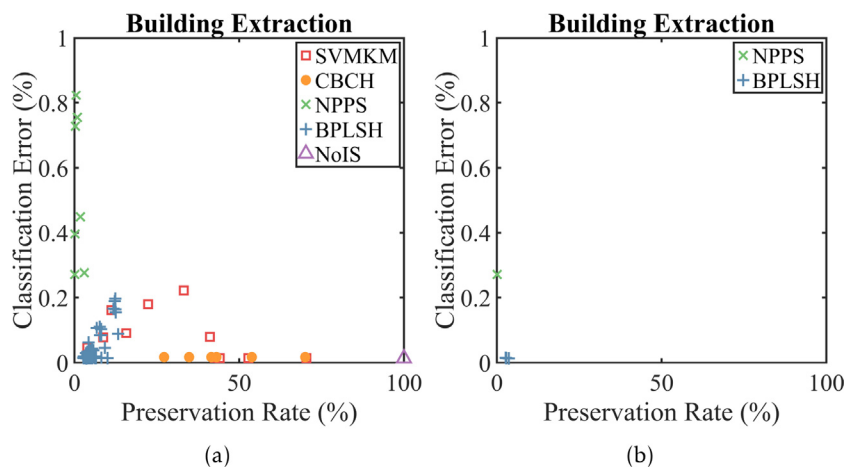 Building Extraction
1
0.8
0.6
0.4
0.2
0
0
50
100
Classification Error (%)
Preservation Rate (%)
SVMKM
CBCH
NPPS
BPLSH
NoIS
(a)
Building Extraction
1
0.8
0.6
0.4
0.2
0
0
50
100
Classification Error (%)
Preservation Rate (%)
NPPS
BPLSH
(b)